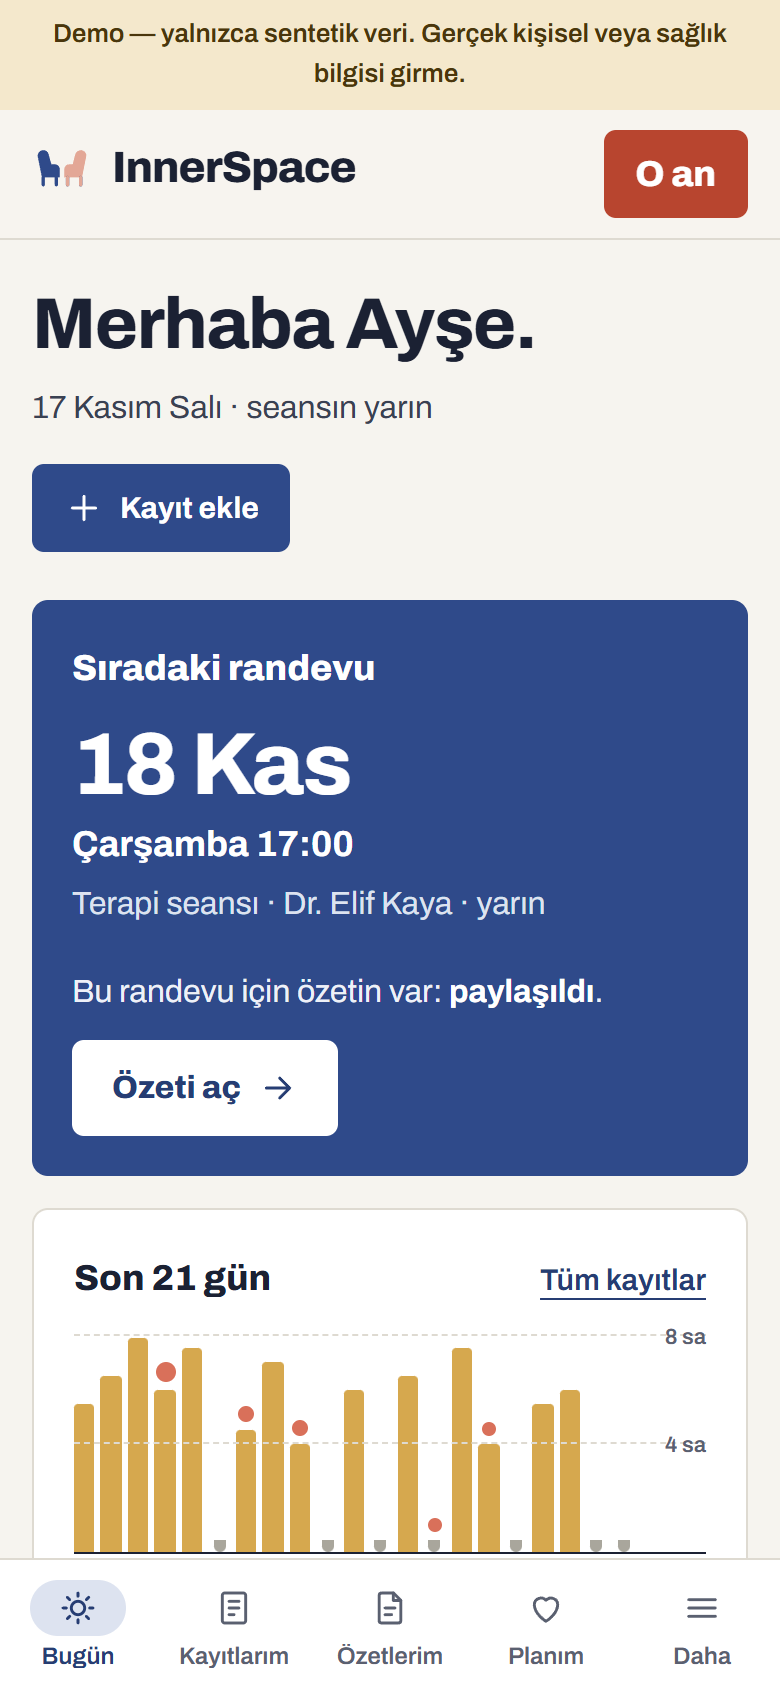 Demo — yalnızca sentetik veri. Gerçek kişisel veya sağlık
bilgisi girme.
InnerSpace
O an
Merhaba Ayşe.
17 Kasım Salı · seansın yarın
Kayıt ekle
Sıradaki randevu
18 Kas
Çarşamba 17:00
Terapi seansı · Dr. Elif Kaya · yarın
Bu randevu için özetin var: paylaşıldı.
Özeti aç
Son 21 gün
Tüm kayıtlar
8 sa
4 sa
Bugün
Kayıtlarım
Özetlerim
Planım
Daha